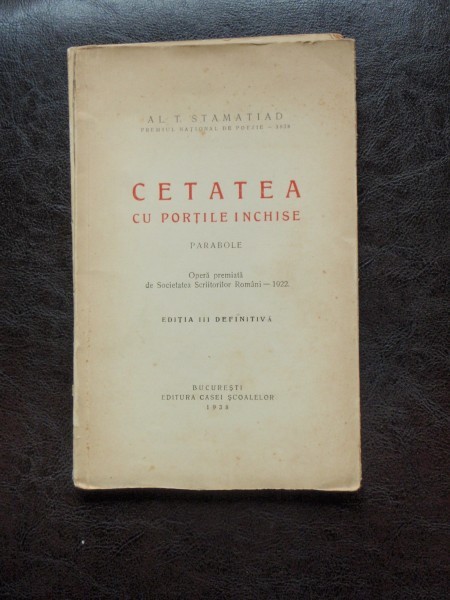 AL. T. STAMATIAD
PREMIUL NAȚIONAL DE POEZIE —
CETATEA
CU PORȚILE INCHISE
PARABOLE
Operă premiată
de Societatea Scriitorilor Români — 1922.
EDIȚIA III DEFINITIVĂ
BUCUREȘTI
EDITURA CASEI ȘCOALELOR
1928